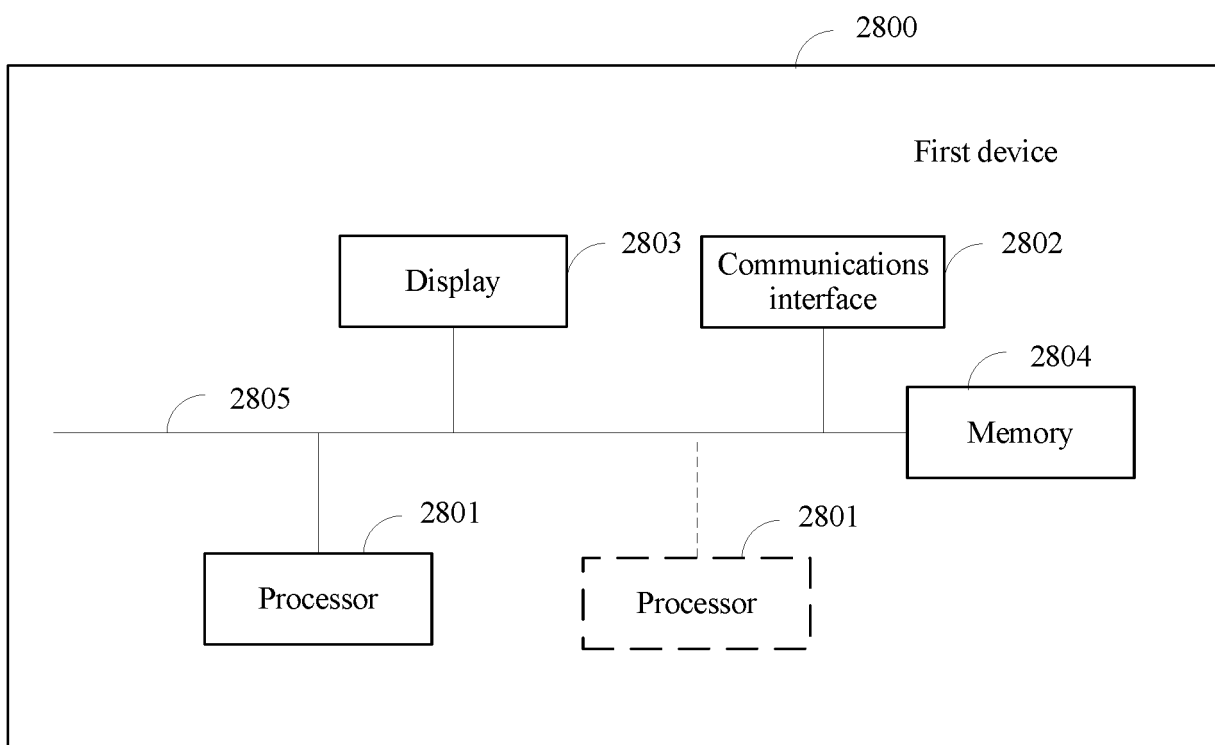 2800
First device
2803
Display
2802
Communications
interface
2804
Memory
2805
2801
Processor
2801
Processor